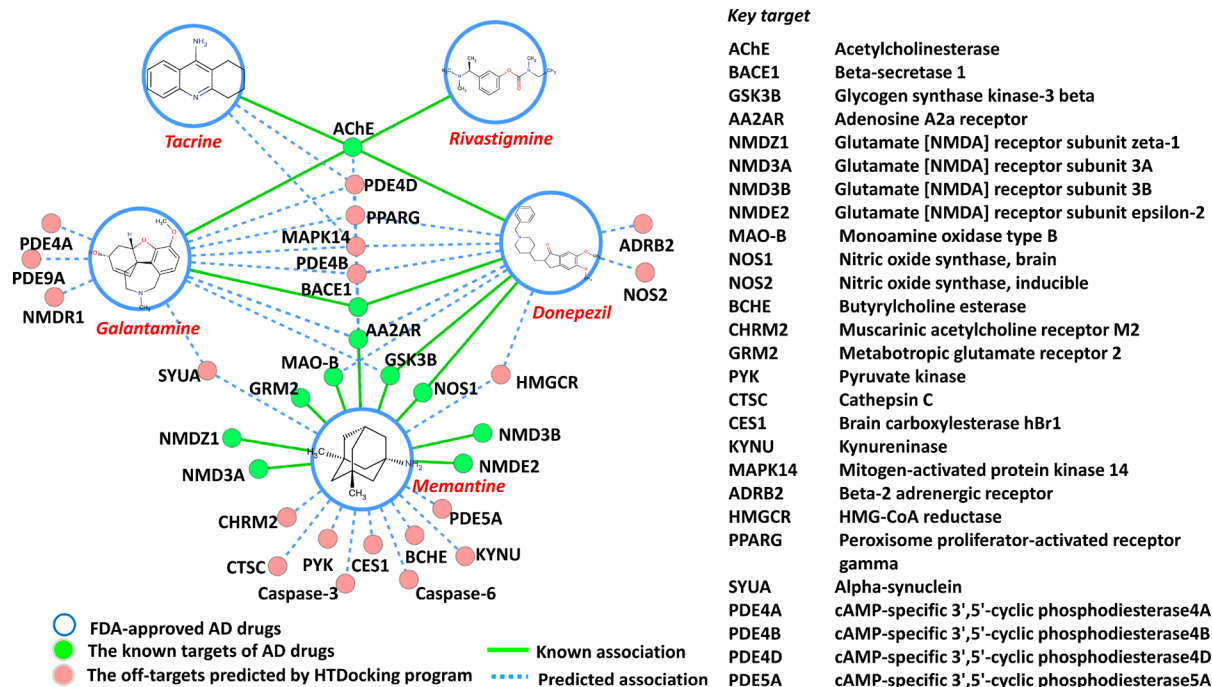 Key target
AChE Acetylcholinesterase
BACE1 Beta-secretase 1
GSK3B Glycogen synthase kinase-3 beta
AA2AR Adenosine A2a receptor
NMDZ1 Glutamate [NMDA] receptor subunit zeta-1
NMD3A Glutamate [NMDA] receptor subunit 3A
NMD3B Glutamate [NMDA] receptor subunit 3B
NMDE2 Glutamate [NMDA] receptor subunit epsilon-2
MAO-B Monoamine oxidase type B
NOS1 Nitric oxide synthase, brain
NOS2 Nitric oxide synthase, inducible
BCHE Butyrylcholine esterase
CHRM2 Muscarinic acetylcholine receptor M2
GRM2 Metabotropic glutamate receptor 2
PYK Pyruvate kinase
CTSC Cathepsin C
CES1 Brain carboxylesterase hBr1
KYNU Kynureninase
MAPK14 Mitogen-activated protein kinase 14
ADRB2 Beta-2 adrenergic receptor
HMGCR HMG-CoA reductase
PPARG Peroxisome proliferator-activated receptor
gamma
SYUA Alpha-synuclein
PDE4A cAMP-specific 3',5'-cyclic phosphodiesterase4A
PDE4B cAMP-specific 3',5'-cyclic phosphodiesterase4B
PDE4D cAMP-specific 3',5'-cyclic phosphodiesterase4D
PDE5A cAMP-specific 3',5'-cyclic phosphodiesterase5A
NH2
N
Tacrine
Rivastigmine
AChE
PDE4D
PPARG
MAPK14
PDE4B
BACE1
AA2AR
PDE4A
PDE9A
NMDR1
H3C
CH3
Galantamine
ADRB2
NOS2
Donepezil
SYUA
MAO-B
GSK3B
HMGCR
GRM2
NOS1
NMDZ1
NMD3A
NMD3B
NMDE2
H3C
CH3
NH2
Memantine
CHRM2
PDE5A
CTSC
PYK
CES1
BCHE
KYNU
Caspase-3
Caspase-6
FDA-approved AD drugs
The known targets of AD drugs
The off-targets predicted by HTDocking program
Known association
Predicted association